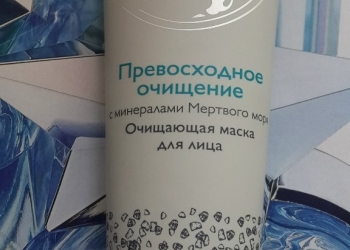 Превосходное
очищение
с минералами Мертвого моря
Очищающая маска
для лица